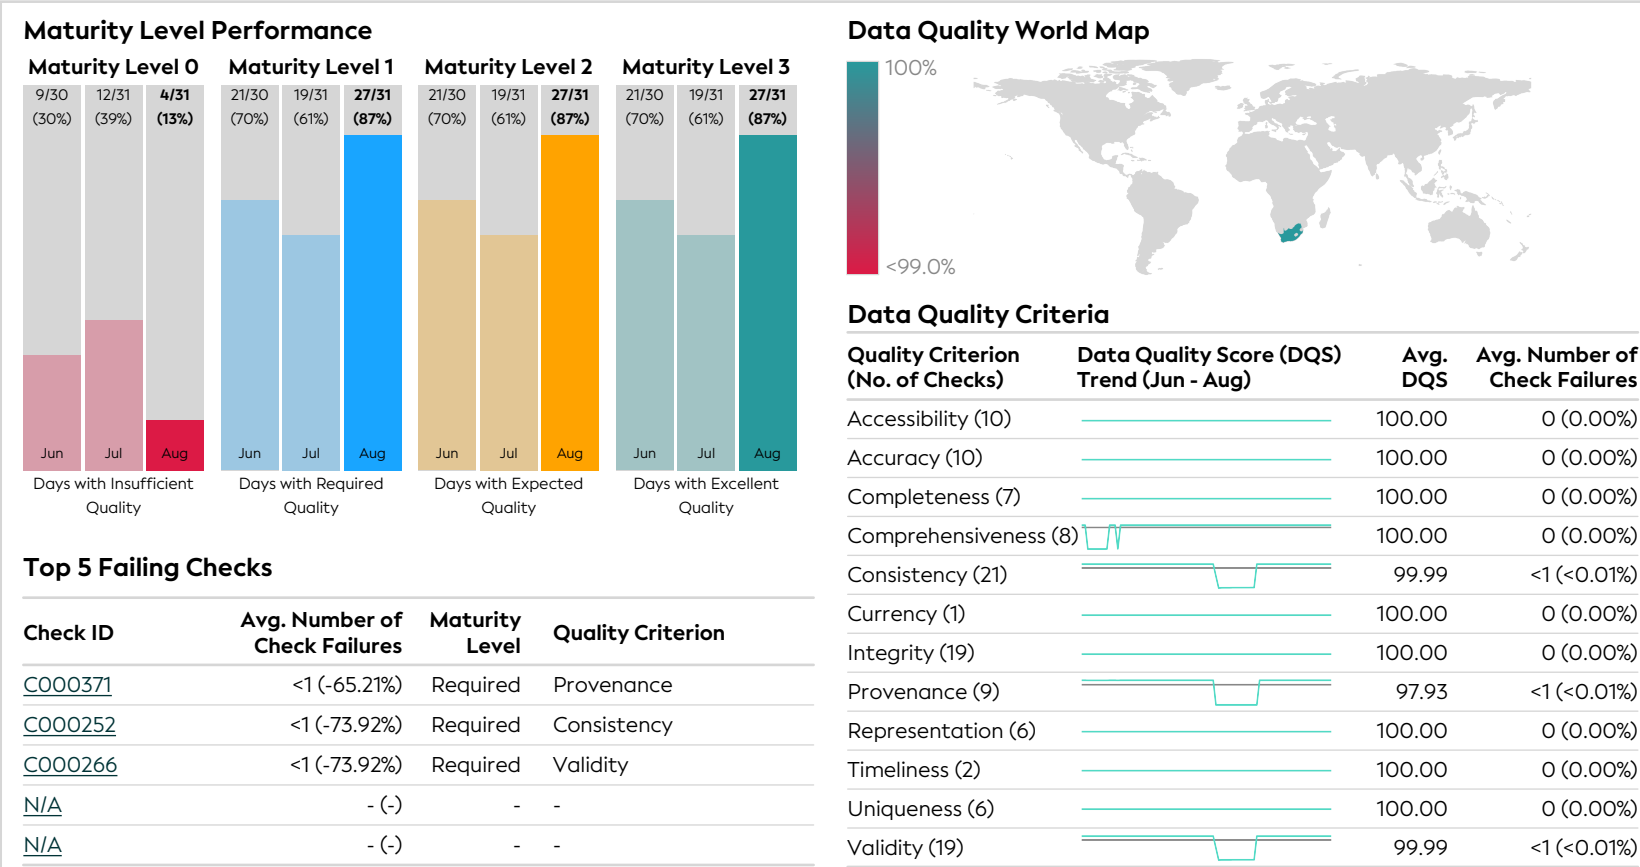 Maturity Level Performance
Maturity Level 0 Maturity Level 1 Maturity Level 2 Maturity Level 3
9/30 12/31 4/31 21/30 19/31 27/31 21/30 19/31 27/31 21/30 19/31 27/31
(30%) (39%) (13%) (70%) (61%) (87%) (70%) (61%) (87%) (70%) (61%) (87%)
Jun Jul Aug Jun Jul Aug Jun Jul Aug Jun Jul Aug
Days with Insufficient Days with Required Days with Expected Days with Excellent
Quality Quality Quality Quality
Top 5 Failing Checks
Check ID Avg. Number of Check Failures Maturity Level Quality Criterion
C000371 <1 (-65.21%) Required Provenance
C000252 <1 (-73.92%) Required Consistency
C000266 <1 (-73.92%) Required Validity
N/A - (-) - -
N/A - (-) - -
Data Quality World Map
100%
<99.0%
Data Quality Criteria
Quality Criterion Data Quality Score (DQS) Avg. Avg. Number of
(No. of Checks) Trend (Jun - Aug) DQS Check Failures
Accessibility (10) 100.00 0 (0.00%)
Accuracy (10) 100.00 0 (0.00%)
Completeness (7) 100.00 0 (0.00%)
Comprehensiveness (8) 100.00 0 (0.00%)
Consistency (21) 99.99 <1 (<0.01%)
Currency (1) 100.00 0 (0.00%)
Integrity (19) 100.00 0 (0.00%)
Provenance (9) 97.93 <1 (<0.01%)
Representation (6) 100.00 0 (0.00%)
Timeliness (2) 100.00 0 (0.00%)
Uniqueness (6) 100.00 0 (0.00%)
Validity (19) 99.99 <1 (<0.01%)